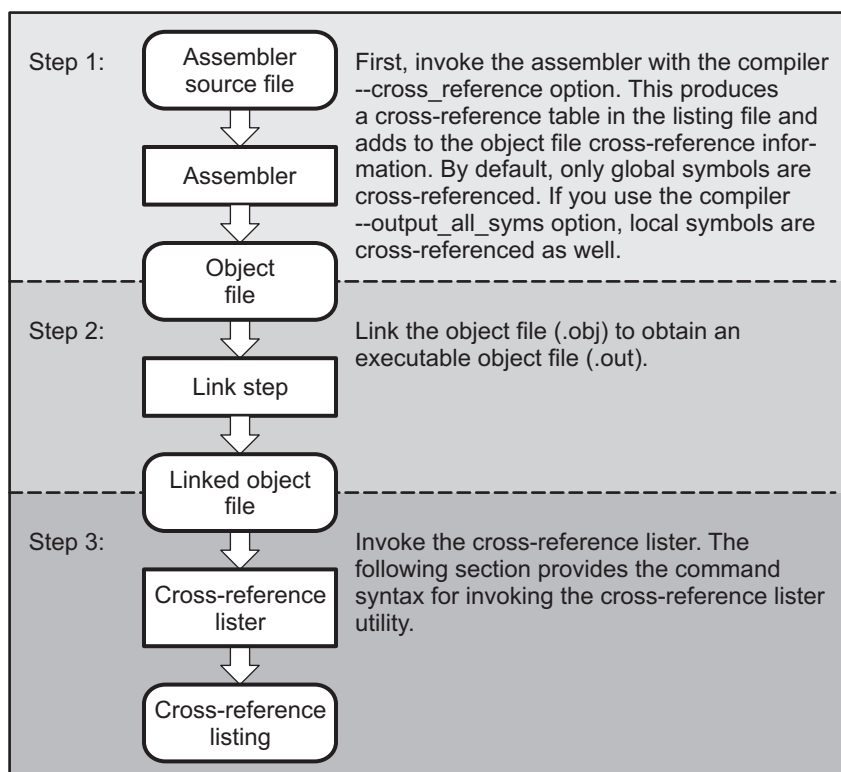 Step 1:
Assembler
source file
Assembler
Object
file
First, invoke the assembler with the compiler
--cross_reference option. This produces
a cross-reference table in the listing file and
adds to the object file cross-reference infor-
mation. By default, only global symbols are
cross-referenced. If you use the compiler
--output_all_syms option, local symbols are
cross-referenced as well.
Step 2:
Link step
Linked object
file
Link the object file (.obj) to obtain an
executable object file (.out).
Step 3:
Cross-reference
lister
Cross-reference
listing
Invoke the cross-reference lister. The
following section provides the command
syntax for invoking the cross-reference lister
utility.